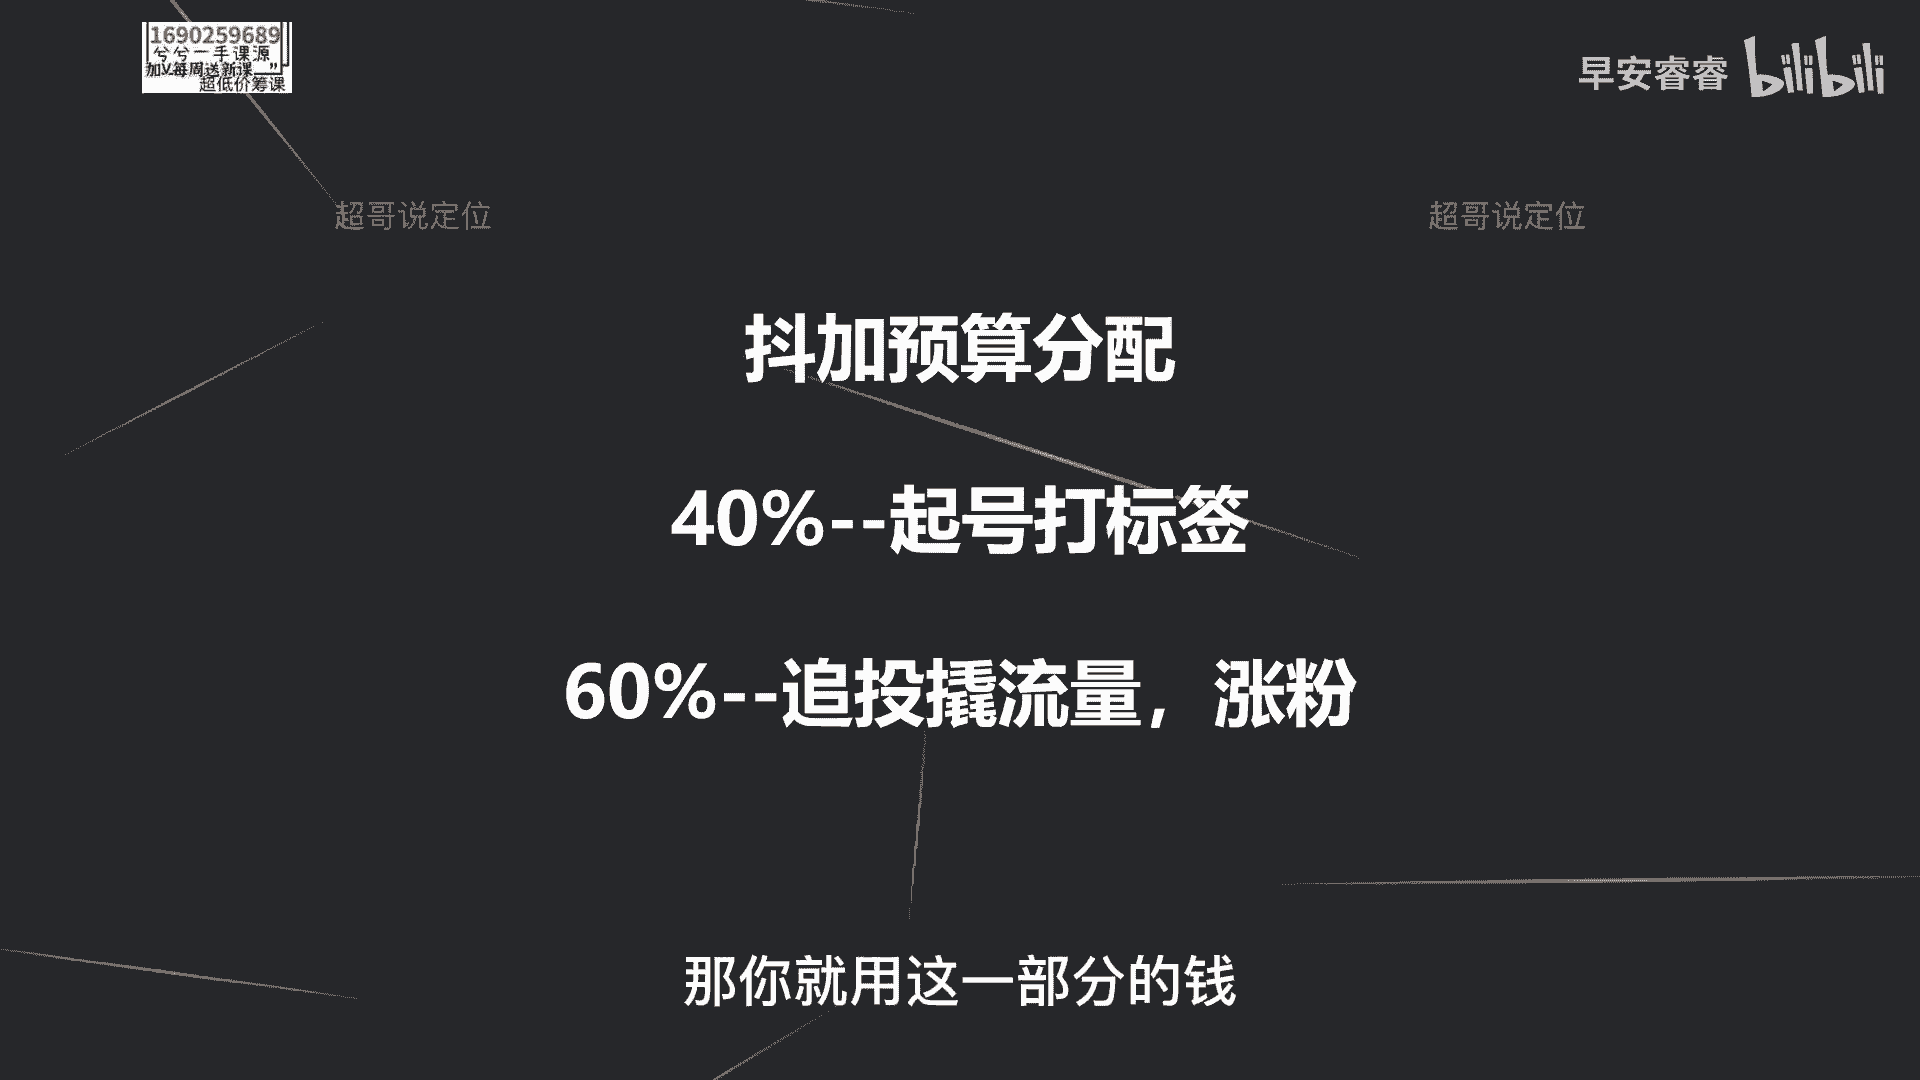 1690259689
兮兮一手课源
加V每周送新课"
超低价筹课
早安睿睿 bilibili
超哥说定位 超哥说定位
抖加预算分配
40%--起号打标签
60%--追投撬流量，涨粉
那你就用这一部分的钱